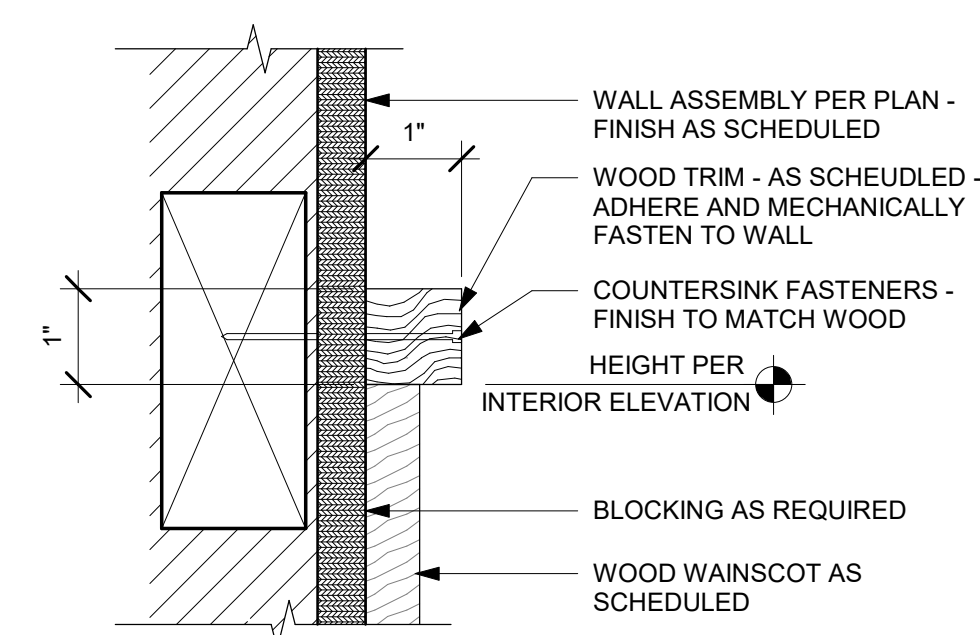 WALL ASSEMBLY PER PLAN -
FINISH AS SCHEDULED
1"
WOOD TRIM - AS SCHEUDLED -
ADHERE AND MECHANICALLY
FASTEN TO WALL
COUNTERSINK FASTENERS -
FINISH TO MATCH WOOD
1"
HEIGHT PER
INTERIOR ELEVATION
BLOCKING AS REQUIRED
WOOD WAINSCOT AS
SCHEDULED